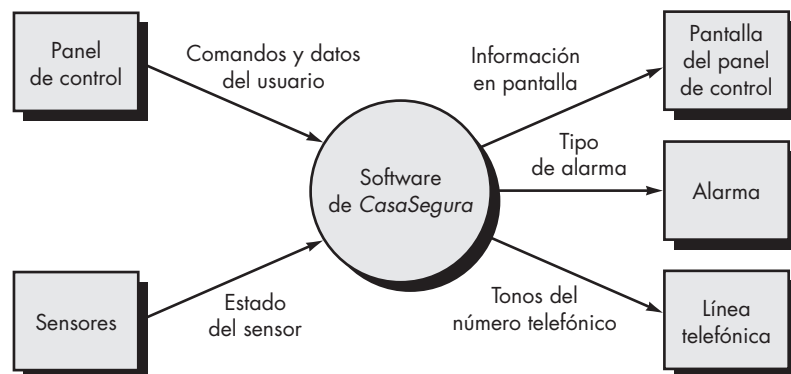 Panel
de control
Comandos y datos
del usuario
Información
en pantalla
Pantalla
del panel
de control
Software
de CasaSegura
Tipo
de alarma
Alarma
Sensores
Estado
del sensor
Tonos del
número telefónico
Línea
telefónica